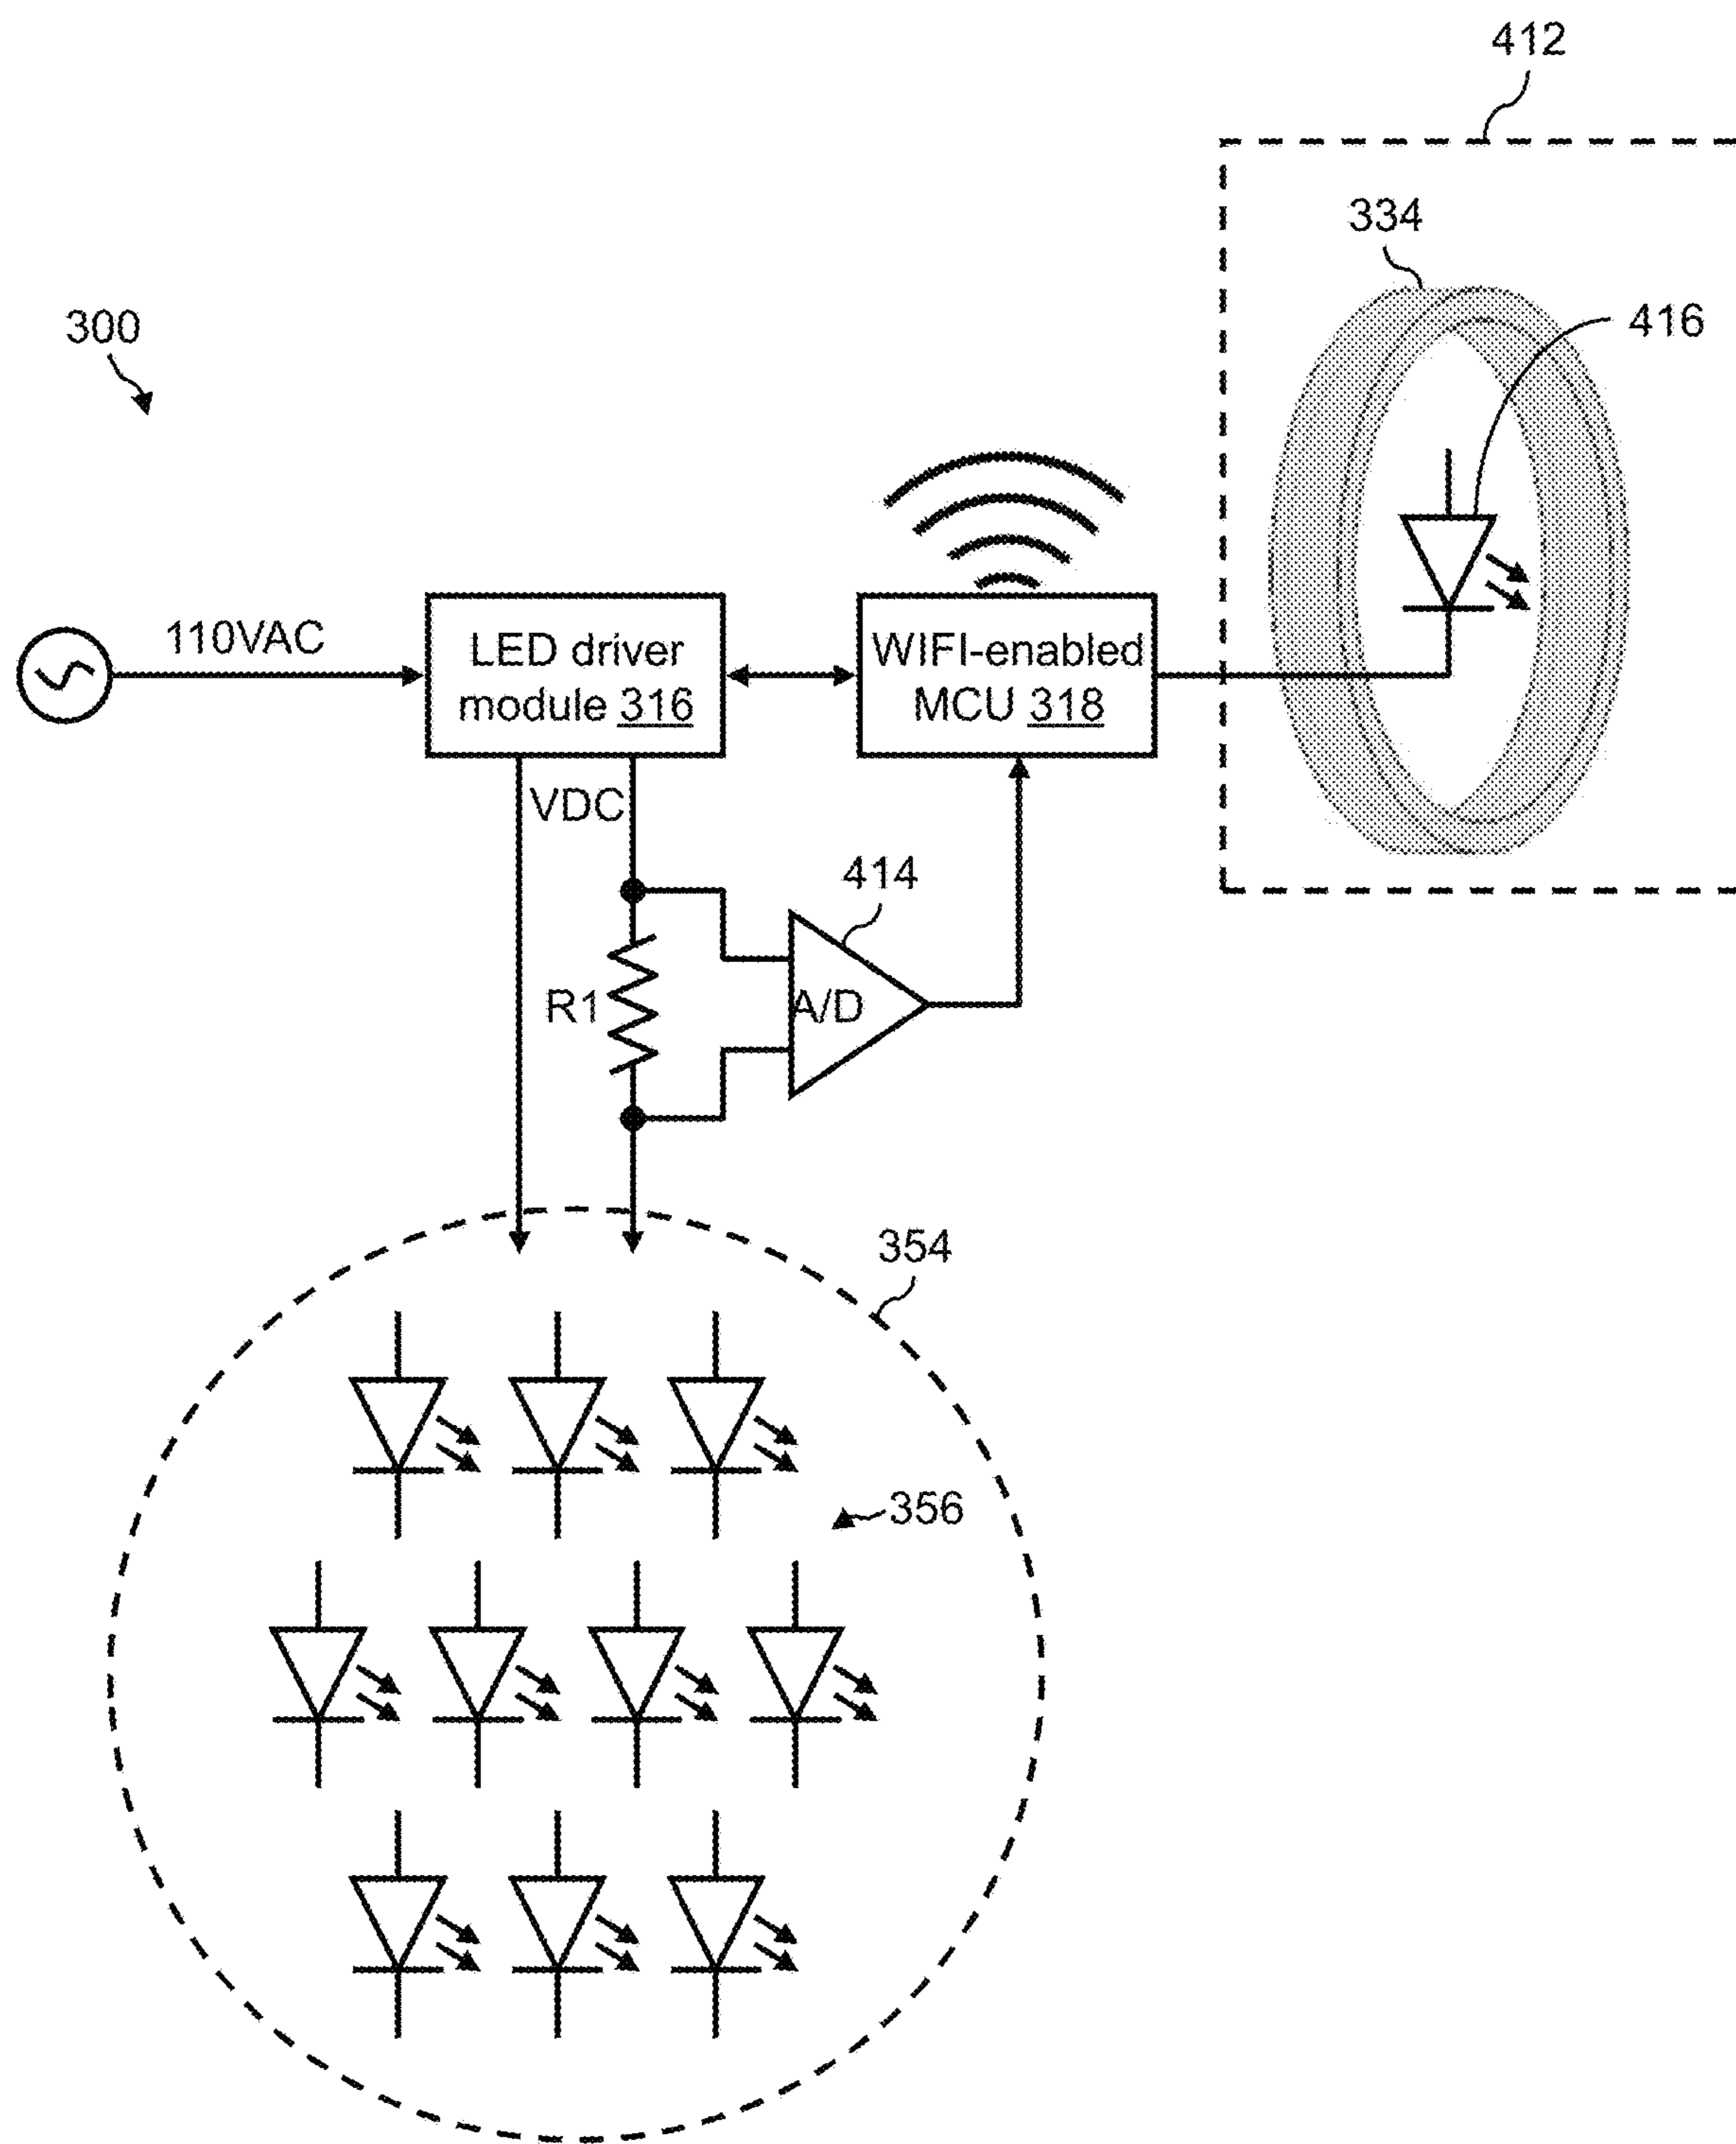 412
334
416
300
110VAC
LED driver
module 316
WIFI-enabled
MCU 318
VDC
414
R1
A/D
354
356